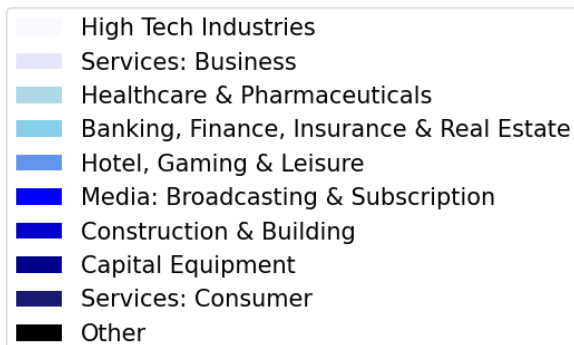 High Tech Industries
Services: Business
Healthcare & Pharmaceuticals
Banking, Finance, Insurance & Real Estate
Hotel, Gaming & Leisure
Media: Broadcasting & Subscription
Construction & Building
Capital Equipment
Services: Consumer
Other